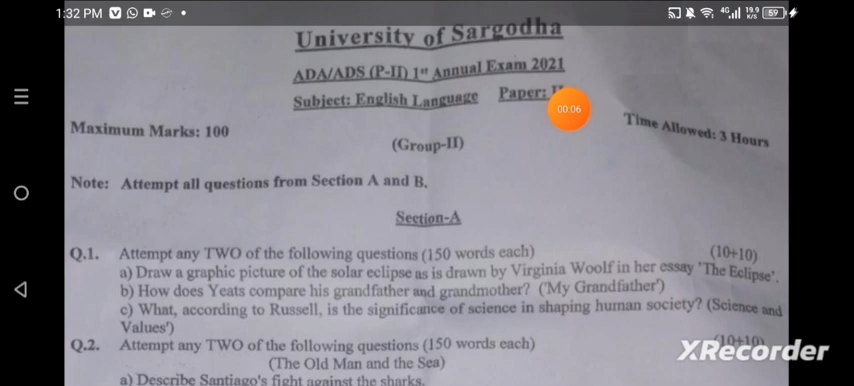 1:32 PM
4G 19.9 K/S 59
University of Sargodha
ADA/ADS (P-II) 1st Annual Exam 2021
Subject: English Language Paper:
00:06
Maximum Marks: 100
Time Allowed: 3 Hours
(Group-II)
Note: Attempt all questions from Section A and B.
Section-A
Q.1. Attempt any TWO of the following questions (150 words each) (10+10)
a) Draw a graphic picture of the solar eclipse as is drawn by Virginia Woolf in her essay 'The Eclipse'.
b) How does Yeats compare his grandfather and grandmother? ('My Grandfather')
c) What, according to Russell, is the significance of science in shaping human society? (Science and
Values')
Q.2. Attempt any TWO of the following questions (150 words each) (10+10)
(The Old Man and the Sea)
a) Describe Santiago's fight against the sharks.
XRecorder